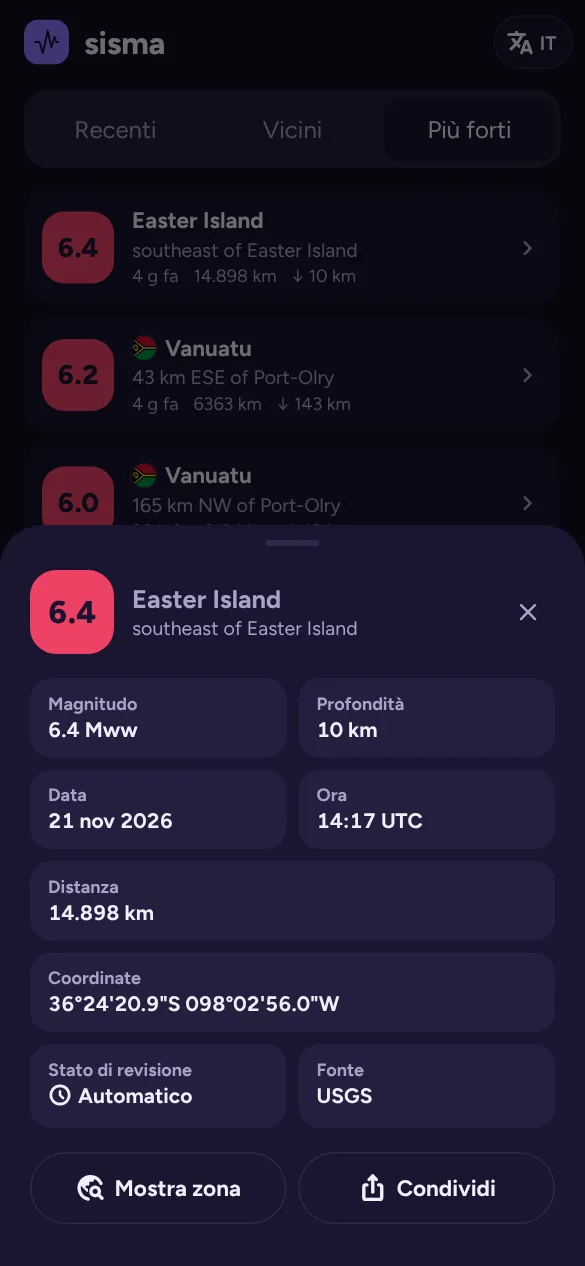 sisma
IT
Recenti
Vicini
Più forti
6.4
Easter Island
southeast of Easter Island
4 g fa 14.898 km ↓ 10 km
6.2
Vanuatu
43 km ESE of Port-Olry
4 g fa 6363 km ↓ 143 km
6.0
Vanuatu
165 km NW of Port-Olry
6.4
Easter Island
southeast of Easter Island
Magnitudo
6.4 Mww
Profondità
10 km
Data
21 nov 2026
Ora
14:17 UTC
Distanza
14.898 km
Coordinate
36°24'20.9"S 098°02'56.0"W
Stato di revisione
Automatico
Fonte
USGS
Mostra zona
Condividi